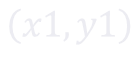 (x1, y1)